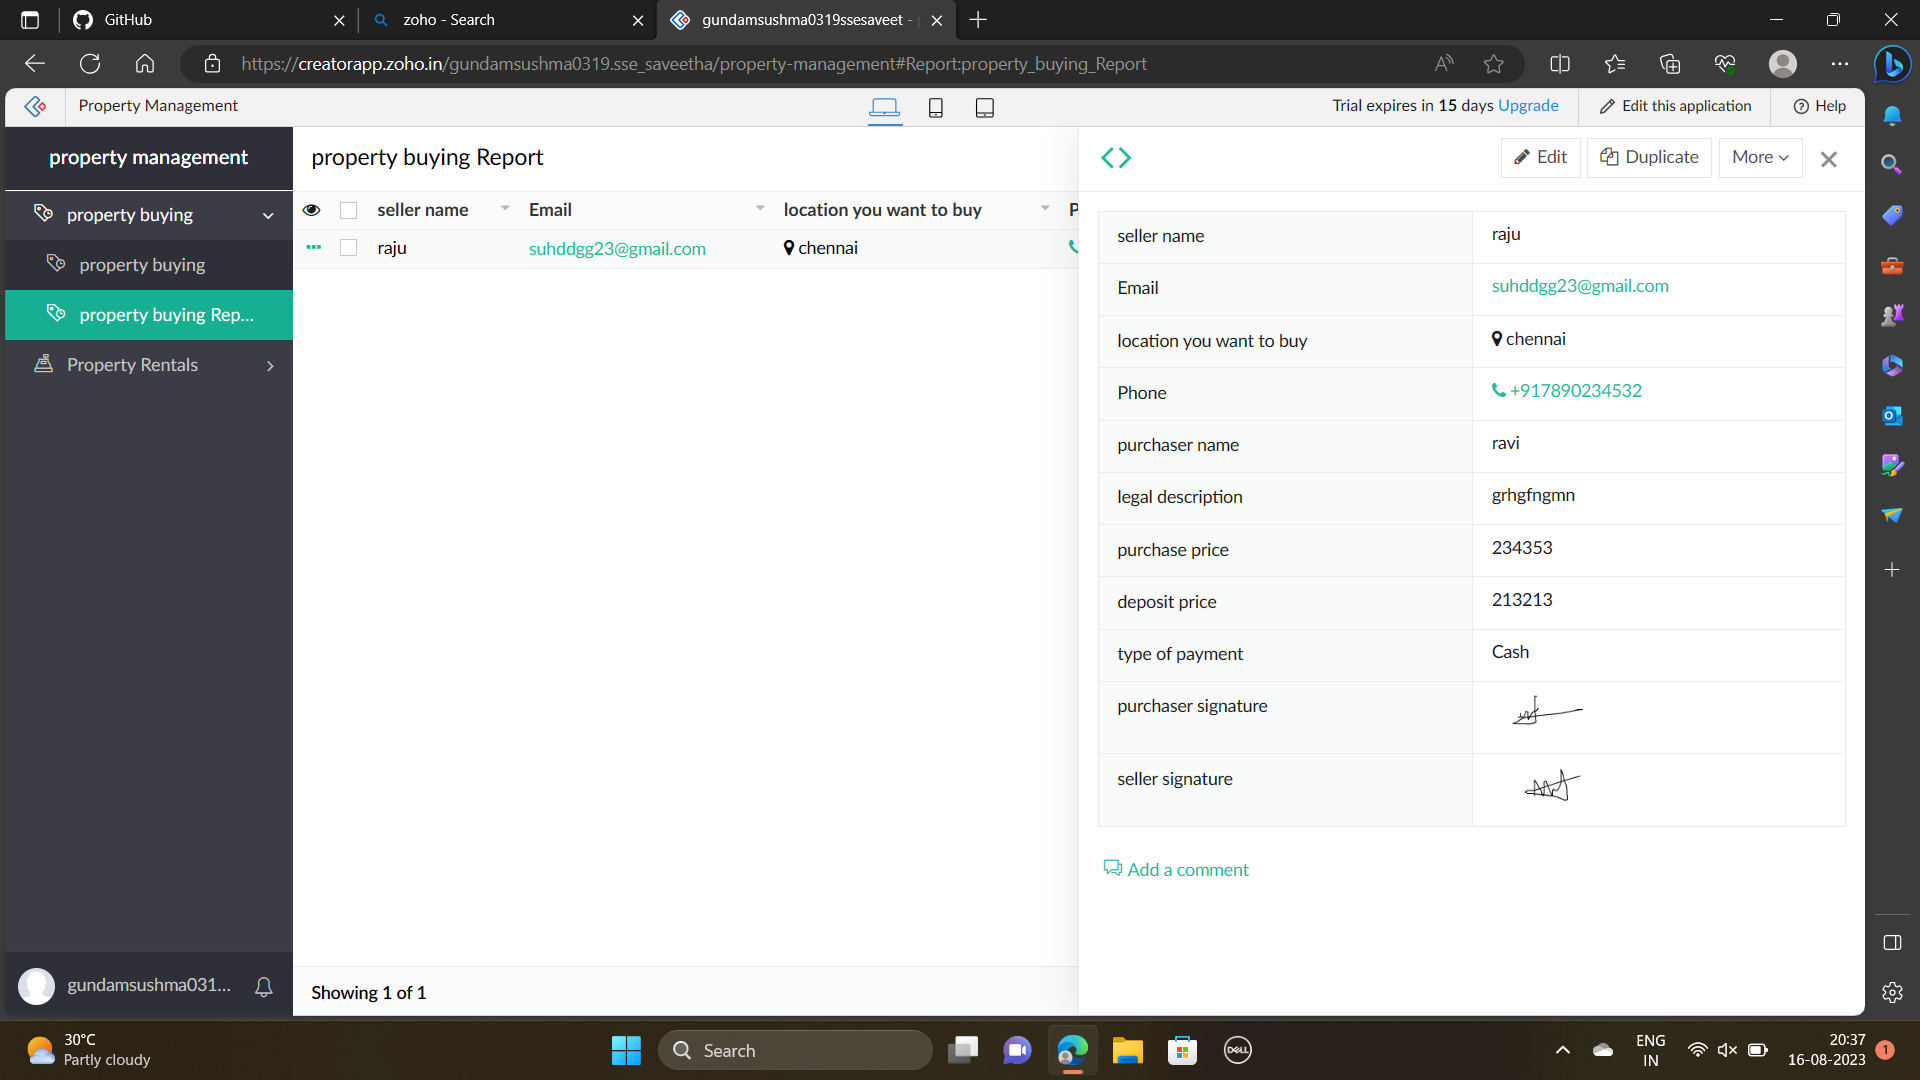 GitHub
zoho - Search
gundamsushma0319ssesaveet -
https://creatorapp.zoho.in/gundamsushma0319.sse_saveetha/property-management#Report:property_buying_Report
Property Management
Trial expires in 15 days Upgrade
Edit this application
Help
property management
property buying
property buying
property buying Rep...
Property Rentals
gundamsushma031...
property buying Report
seller name
Email
location you want to buy
P
raju
suhddgg23@gmail.com
chennai
Showing 1 of 1
Edit
Duplicate
More
seller name
raju
Email
suhddgg23@gmail.com
location you want to buy
chennai
Phone
+917890234532
purchaser name
ravi
legal description
grhgfngmn
purchase price
234353
deposit price
213213
type of payment
Cash
purchaser signature
seller signature
Add a comment
30°C
Partly cloudy
Search
DELL
ENG
IN
20:37
16-08-2023
1